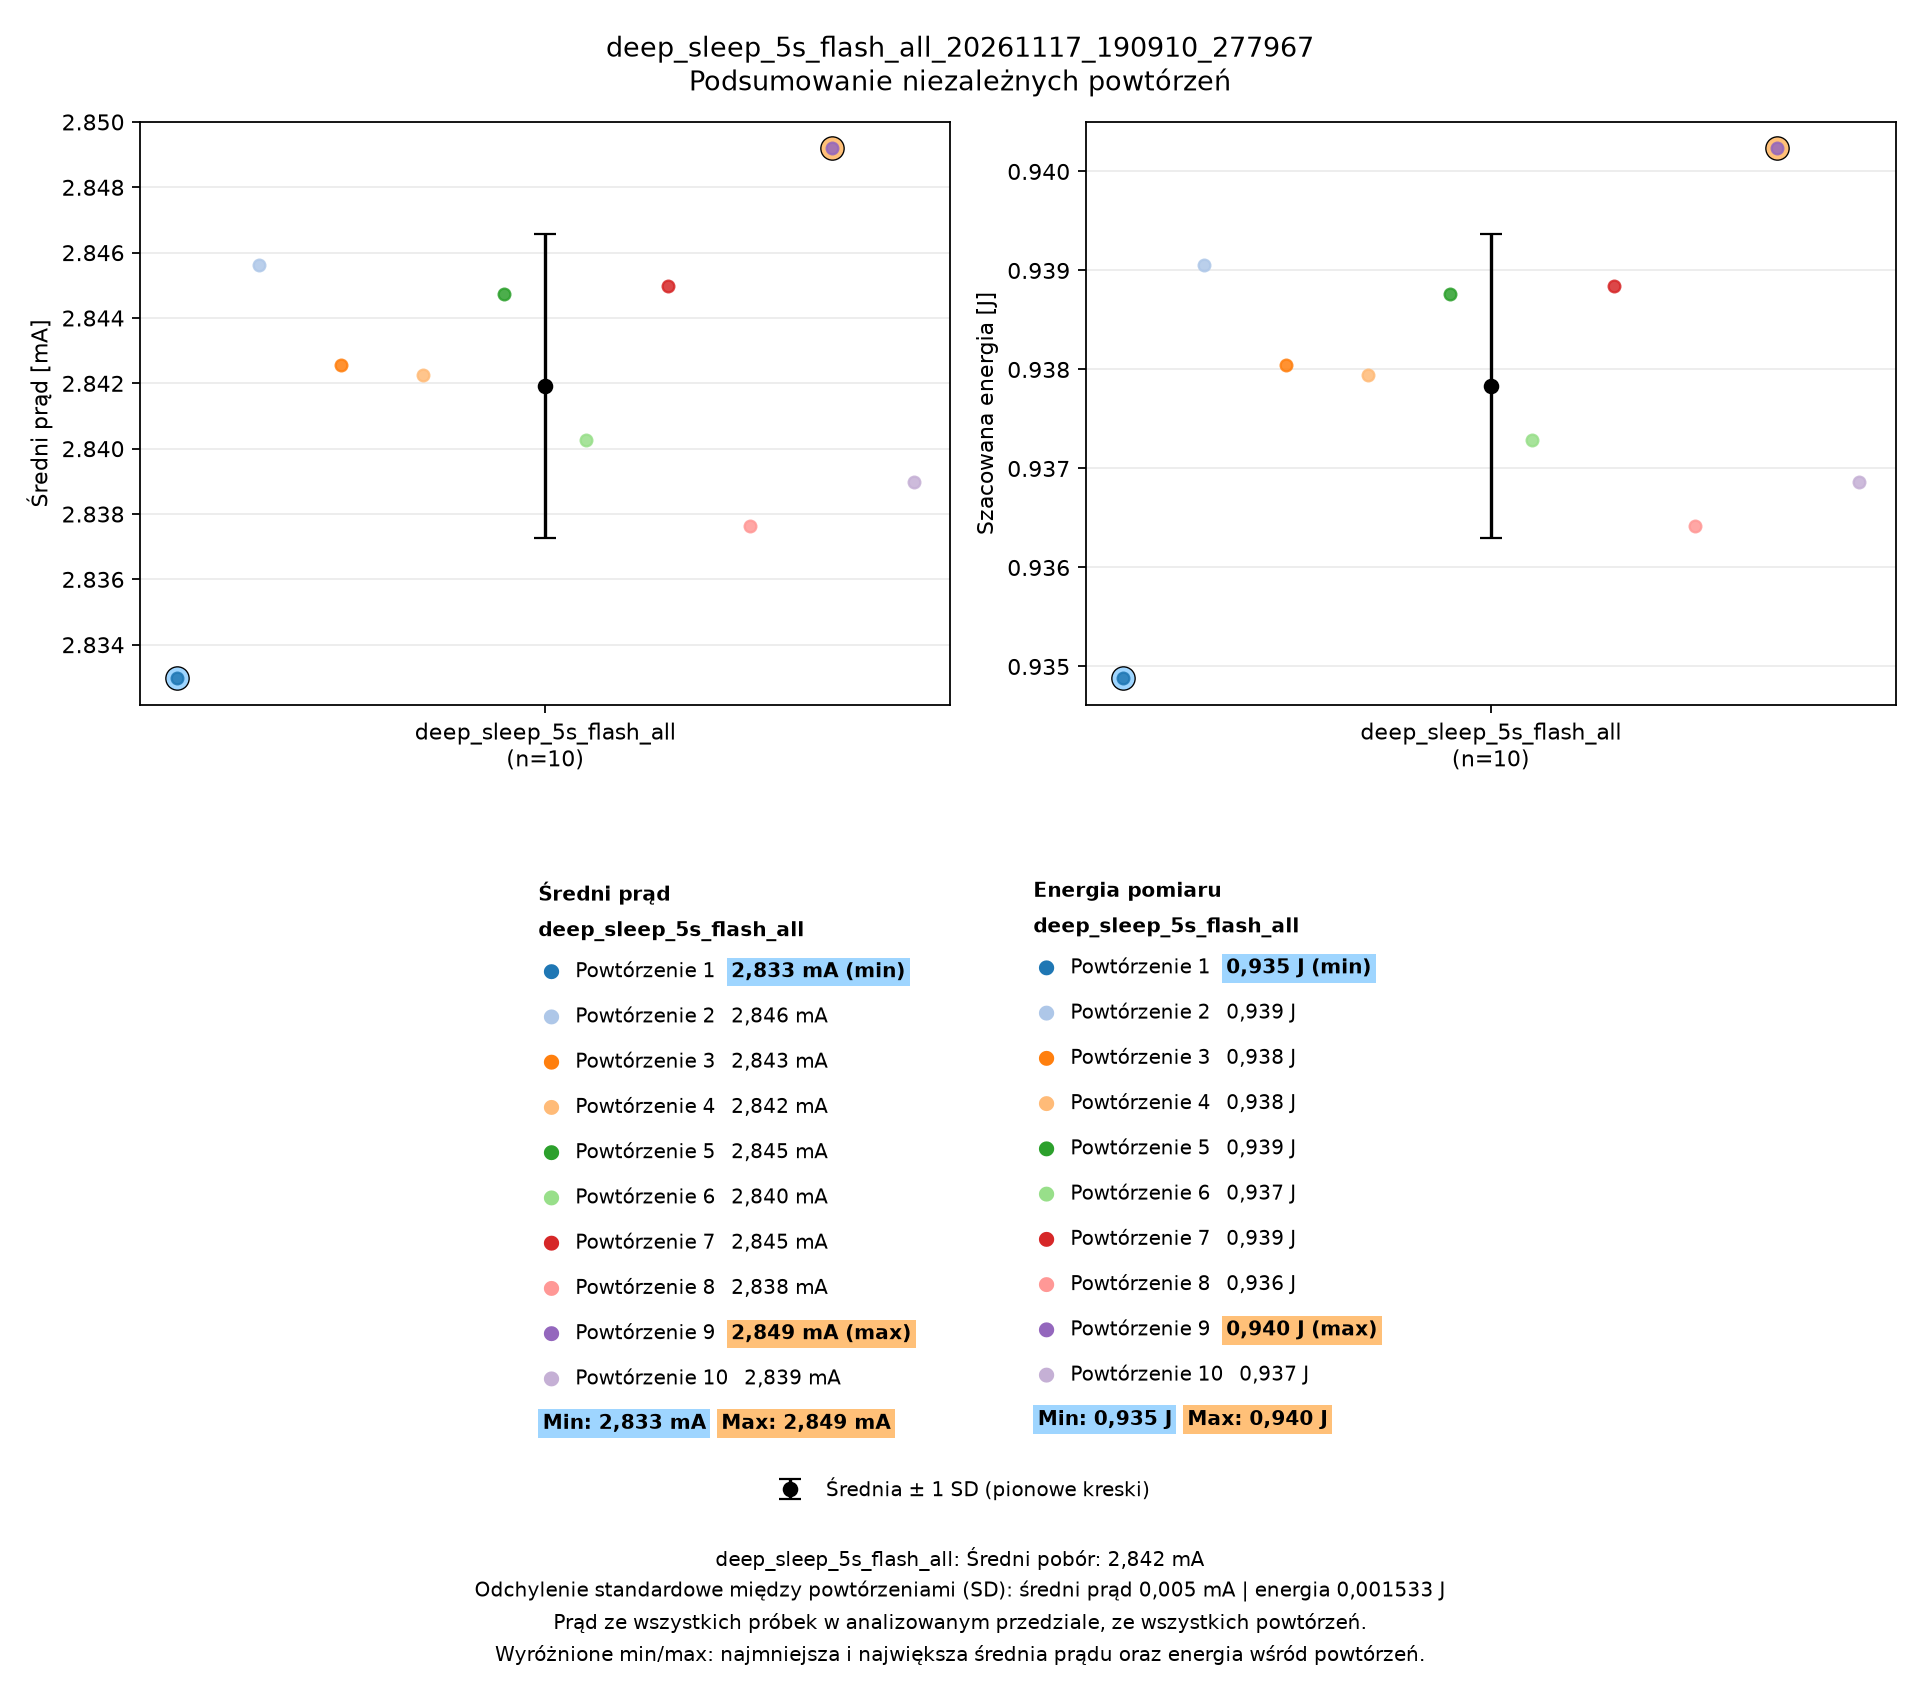 deep_sleep_5s_flash_all_20261117_190910_277967
Podsumowanie niezależnych powtórzeń
Średni prąd [mA]
2.850
2.848
2.846
2.844
2.842
2.840
2.838
2.836
2.834
deep_sleep_5s_flash_all
(n=10)
Szacowana energia [J]
0.940
0.939
0.938
0.937
0.936
0.935
deep_sleep_5s_flash_all
(n=10)
Średni prąd
deep_sleep_5s_flash_all
Powtórzenie 1 2,833 mA (min)
Powtórzenie 2 2,846 mA
Powtórzenie 3 2,843 mA
Powtórzenie 4 2,842 mA
Powtórzenie 5 2,845 mA
Powtórzenie 6 2,840 mA
Powtórzenie 7 2,845 mA
Powtórzenie 8 2,838 mA
Powtórzenie 9 2,849 mA (max)
Powtórzenie 10 2,839 mA
Min: 2,833 mA Max: 2,849 mA
Energia pomiaru
deep_sleep_5s_flash_all
Powtórzenie 1 0,935 J (min)
Powtórzenie 2 0,939 J
Powtórzenie 3 0,938 J
Powtórzenie 4 0,938 J
Powtórzenie 5 0,939 J
Powtórzenie 6 0,937 J
Powtórzenie 7 0,939 J
Powtórzenie 8 0,936 J
Powtórzenie 9 0,940 J (max)
Powtórzenie 10 0,937 J
Min: 0,935 J Max: 0,940 J
Średnia ± 1 SD (pionowe kreski)
deep_sleep_5s_flash_all: Średni pobór: 2,842 mA
Odchylenie standardowe między powtórzeniami (SD): średni prąd 0,005 mA | energia 0,001533 J
Prąd ze wszystkich próbek w analizowanym przedziale, ze wszystkich powtórzeń.
Wyróżnione min/max: najmniejsza i największa średnia prądu oraz energia wśród powtórzeń.